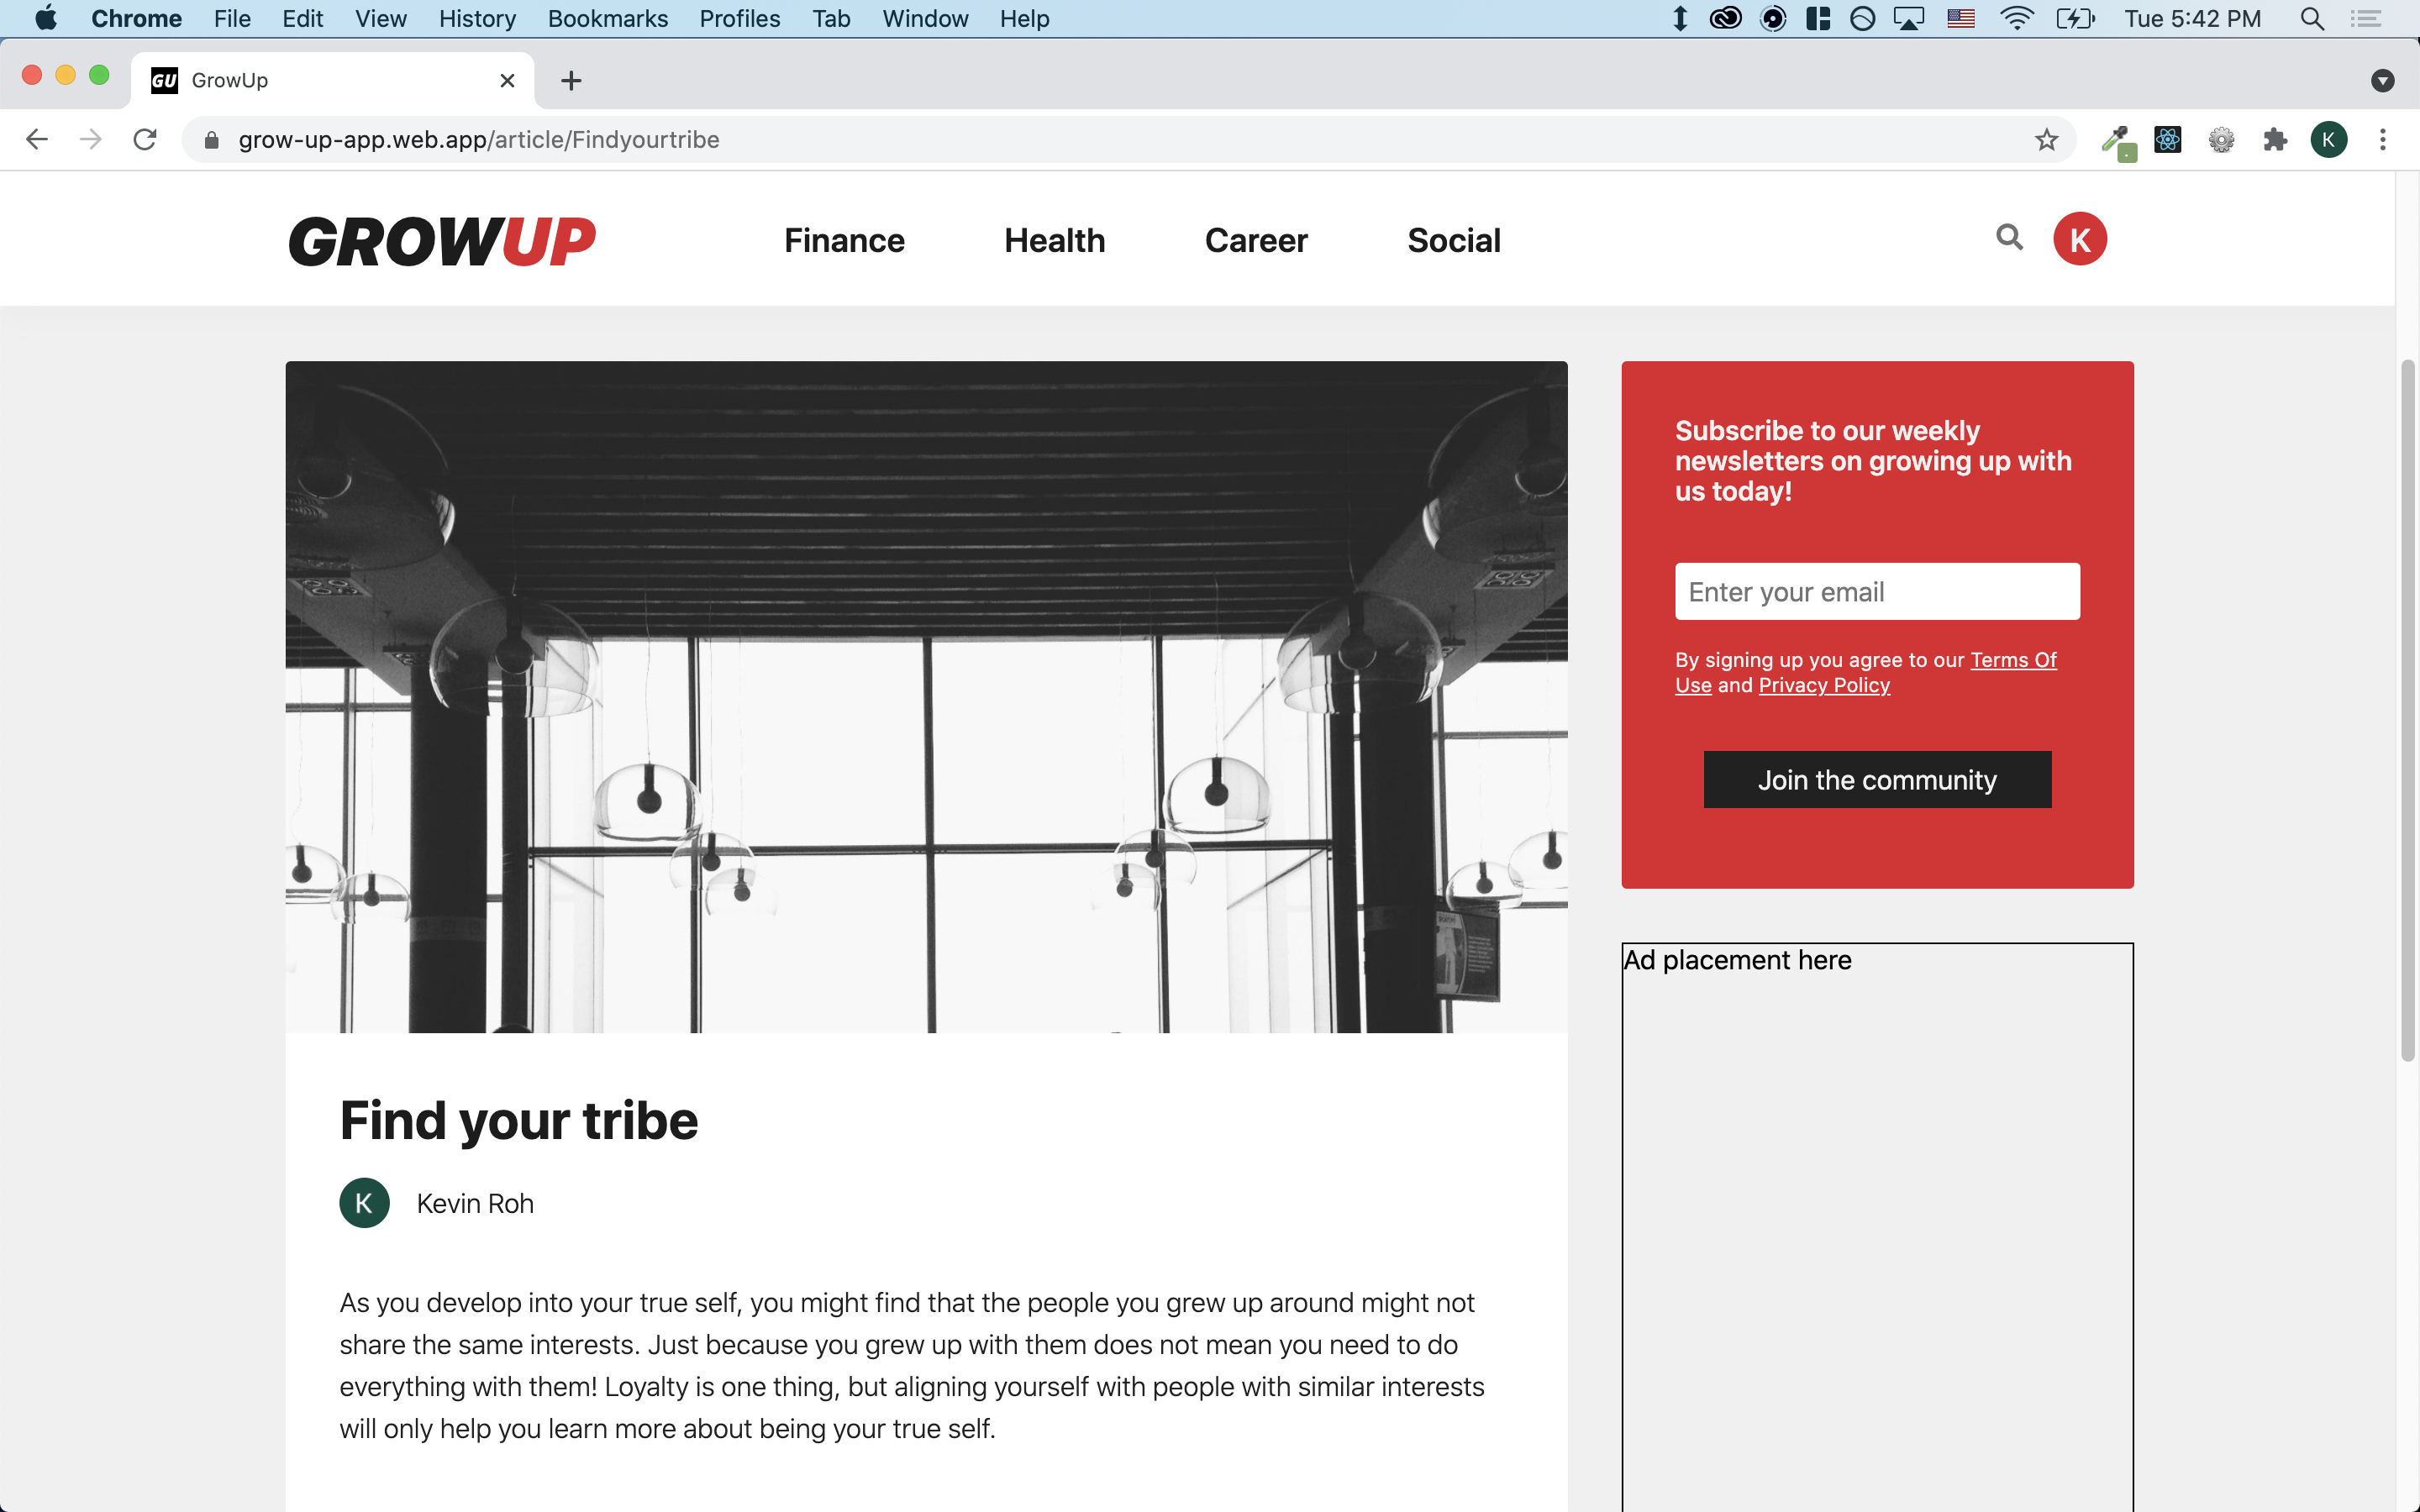 Chrome File Edit View History Bookmarks Profiles Tab Window Help Tue 5:42 PM
GU GrowUp
grow-up-app.web.app/article/Findyourtribe K
GROWUP Finance Health Career Social K
Subscribe to our weekly
newsletters on growing up with
us today!
Enter your email
By signing up you agree to our Terms Of
Use and Privacy Policy
Join the community
Ad placement here
Find your tribe
K Kevin Roh
As you develop into your true self, you might find that the people you grew up around might not
share the same interests. Just because you grew up with them does not mean you need to do
everything with them! Loyalty is one thing, but aligning yourself with people with similar interests
will only help you learn more about being your true self.